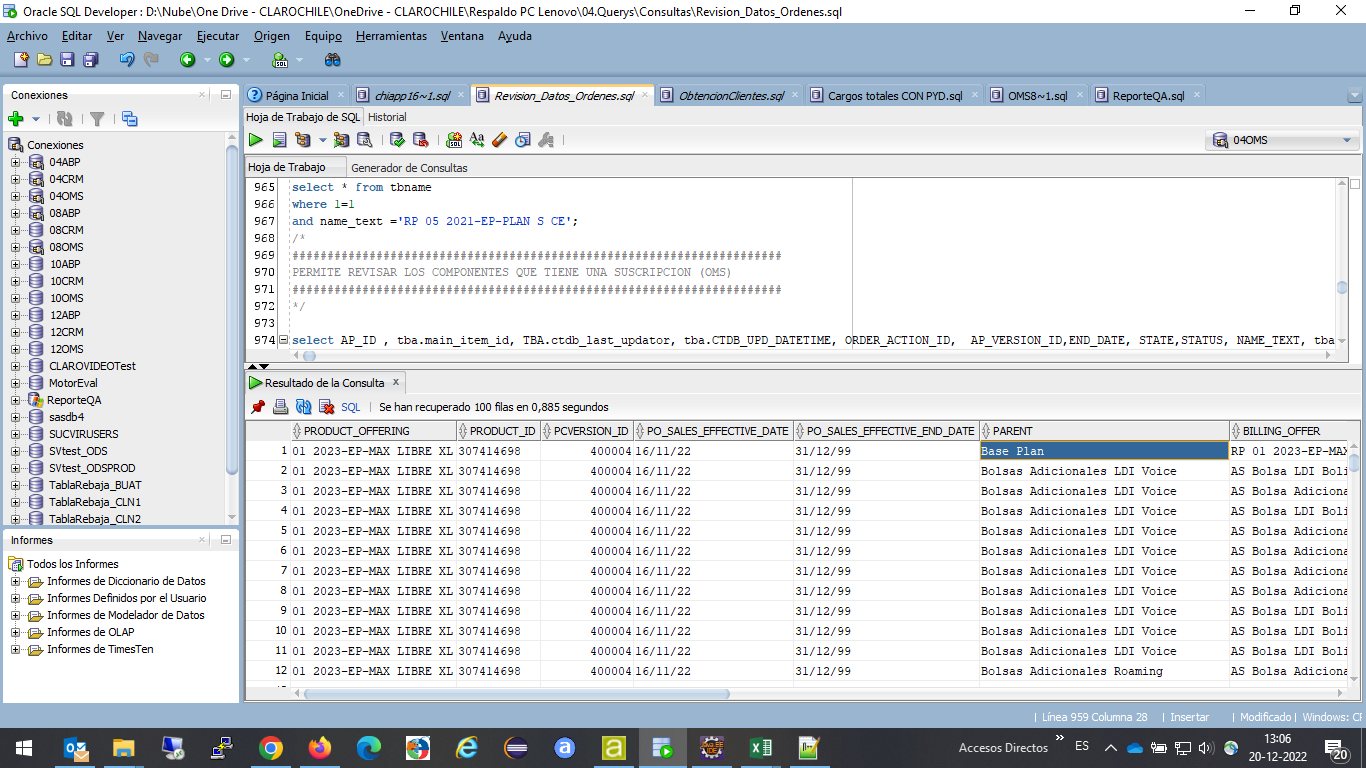 Oracle SQL Developer : D:\Nube\One Drive - CLAROCHILE\OneDrive - CLAROCHILE\Respaldo PC Lenovo\04.Querys\Consultas\Revision_Datos_Ordenes.sql
Archivo Editar Ver Navegar Ejecutar Origen Equipo Herramientas Ventana Ayuda
Conexiones
Conexiones
04ABP
04CRM
04OMS
08ABP
08CRM
08OMS
10ABP
10CRM
10OMS
12ABP
12CRM
12OMS
CLAROVIDEOTest
MotorEval
ReporteQA
sasdb4
SUCVIRUSERS
SVtest_ODS
SVtest_ODSPROD
TablaRebaja_BUAT
TablaRebaja_CLN1
TablaRebaja_CLN2
Informes
Todos los Informes
Informes de Diccionario de Datos
Informes Definidos por el Usuario
Informes de Modelador de Datos
Informes de OLAP
Informes de TimesTen
Página Inicial chiapp16~1.sql Revision_Datos_Ordenes.sql ObtencionClientes.sql Cargos totales CON PYD.sql OMS8~1.sql ReporteQA.sql
Hoja de Trabajo de SQL Historial
04OMS
Hoja de Trabajo Generador de Consultas
965 select * from tbname
966 where 1=1
967 and name_text ='RP 05 2021-EP-PLAN S CE';
968 /*
969 ######################################################################
970 PERMITE REVISAR LOS COMPONENTES QUE TIENE UNA SUSCRIPCION (OMS)
971 ######################################################################
972 */
973
974 select AP_ID , tba.main_item_id, TBA.ctdb_last_updator, tba.CTDB_UPD_DATETIME, ORDER_ACTION_ID, AP_VERSION_ID,END_DATE, STATE,STATUS, NAME_TEXT, tba
Resultado de la Consulta
SQL | Se han recuperado 100 filas en 0,885 segundos
PRODUCT_OFFERING PRODUCT_ID PCVERSION_ID PO_SALES_EFFECTIVE_DATE PO_SALES_EFFECTIVE_END_DATE PARENT BILLING_OFFER
1 01 2023-EP-MAX LIBRE XL 307414698 400004 16/11/22 31/12/99 Base Plan RP 01 2023-EP-MAX
2 01 2023-EP-MAX LIBRE XL 307414698 400004 16/11/22 31/12/99 Bolsas Adicionales LDI Voice AS Bolsa LDI Boli
3 01 2023-EP-MAX LIBRE XL 307414698 400004 16/11/22 31/12/99 Bolsas Adicionales LDI Voice AS Bolsa Adiciona
4 01 2023-EP-MAX LIBRE XL 307414698 400004 16/11/22 31/12/99 Bolsas Adicionales LDI Voice AS Bolsa LDI Boli
5 01 2023-EP-MAX LIBRE XL 307414698 400004 16/11/22 31/12/99 Bolsas Adicionales LDI Voice AS Bolsa Adiciona
6 01 2023-EP-MAX LIBRE XL 307414698 400004 16/11/22 31/12/99 Bolsas Adicionales LDI Voice AS Bolsa Adiciona
7 01 2023-EP-MAX LIBRE XL 307414698 400004 16/11/22 31/12/99 Bolsas Adicionales LDI Voice AS Bolsa Adiciona
8 01 2023-EP-MAX LIBRE XL 307414698 400004 16/11/22 31/12/99 Bolsas Adicionales LDI Voice AS Bolsa Adiciona
9 01 2023-EP-MAX LIBRE XL 307414698 400004 16/11/22 31/12/99 Bolsas Adicionales LDI Voice AS Bolsa LDI Boli
10 01 2023-EP-MAX LIBRE XL 307414698 400004 16/11/22 31/12/99 Bolsas Adicionales LDI Voice AS Bolsa LDI Boli
11 01 2023-EP-MAX LIBRE XL 307414698 400004 16/11/22 31/12/99 Bolsas Adicionales LDI Voice AS Bolsa LDI Boli
12 01 2023-EP-MAX LIBRE XL 307414698 400004 16/11/22 31/12/99 Bolsas Adicionales Roaming AS Bolsa Adiciona
| Línea 959 Columna 28 | Insertar | Modificado | Windows: CF
Accesos Directos ES 13:06
20-12-2022
20